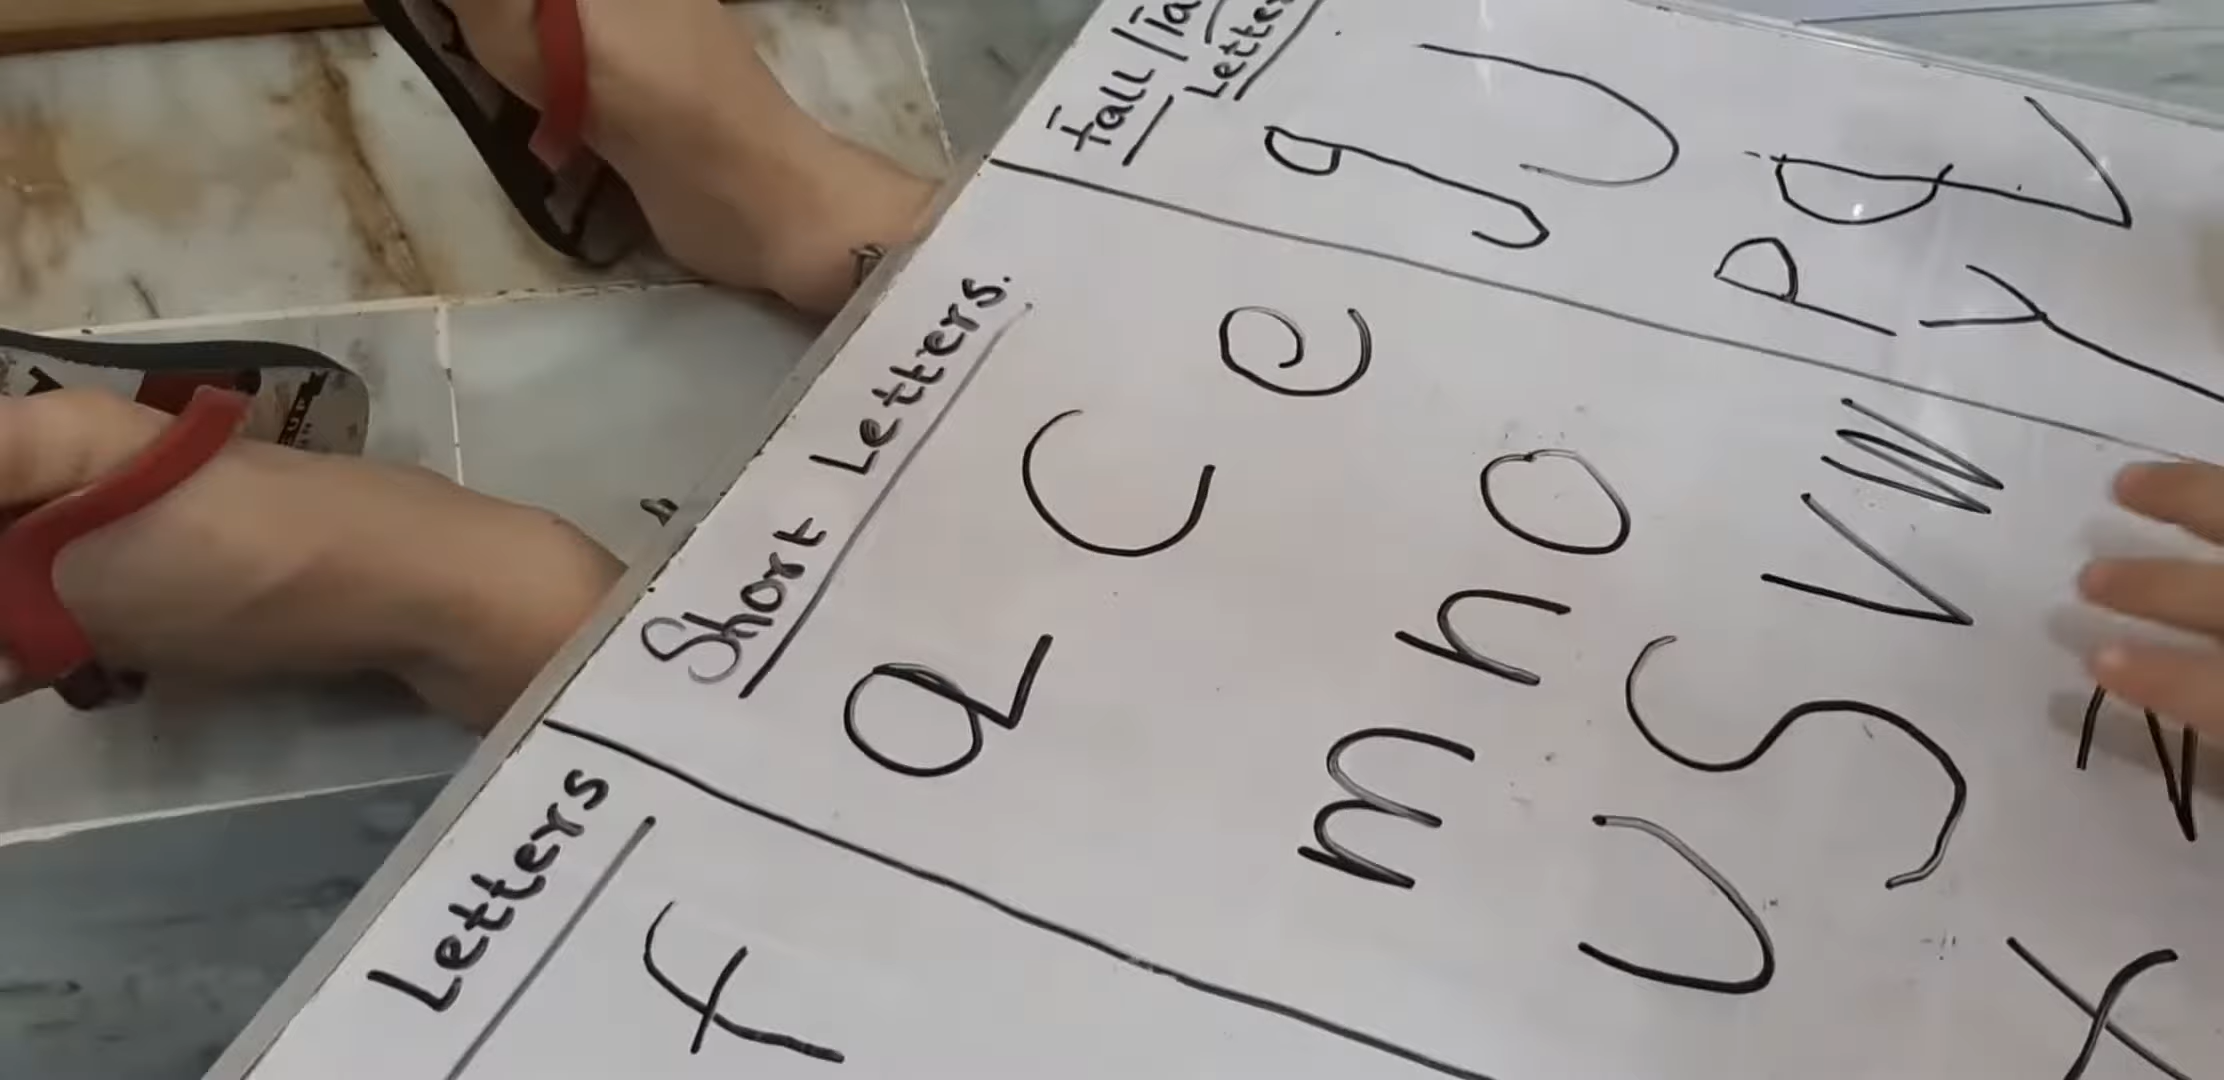 Letters
f
Short Letters.
a c e
m n o
u s v w
x z
tall /
g J
p q
y